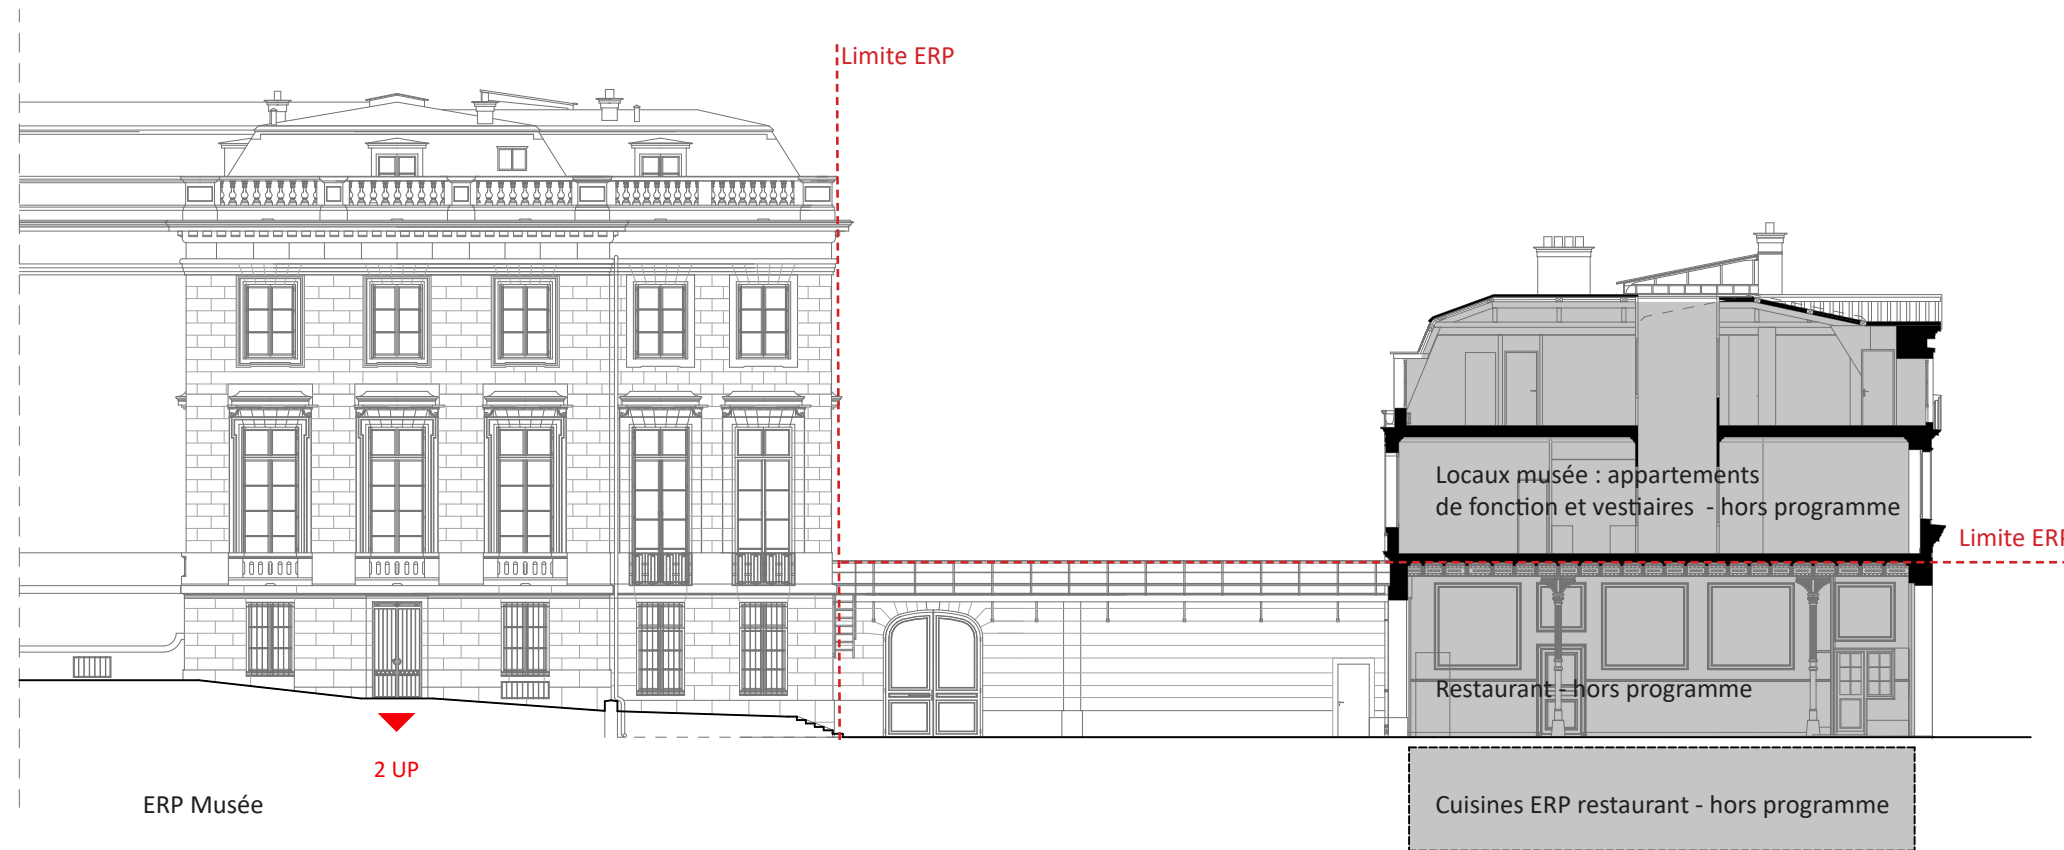 Limite ERP
Locaux musée : appartements
de fonction et vestiaires - hors programme
Limite ERP
Restaurant - hors programme
2 UP
ERP Musée
Cuisines ERP restaurant - hors programme